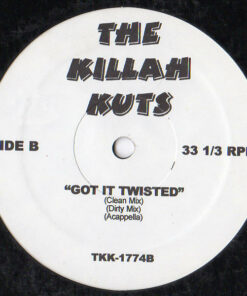 THE
KILLAH
KUTS
IDE B
33 1/3 RP
"GOT IT TWISTED"
(Clean Mix)
(Dirty Mix)
(Acappella)
TKK-1774B